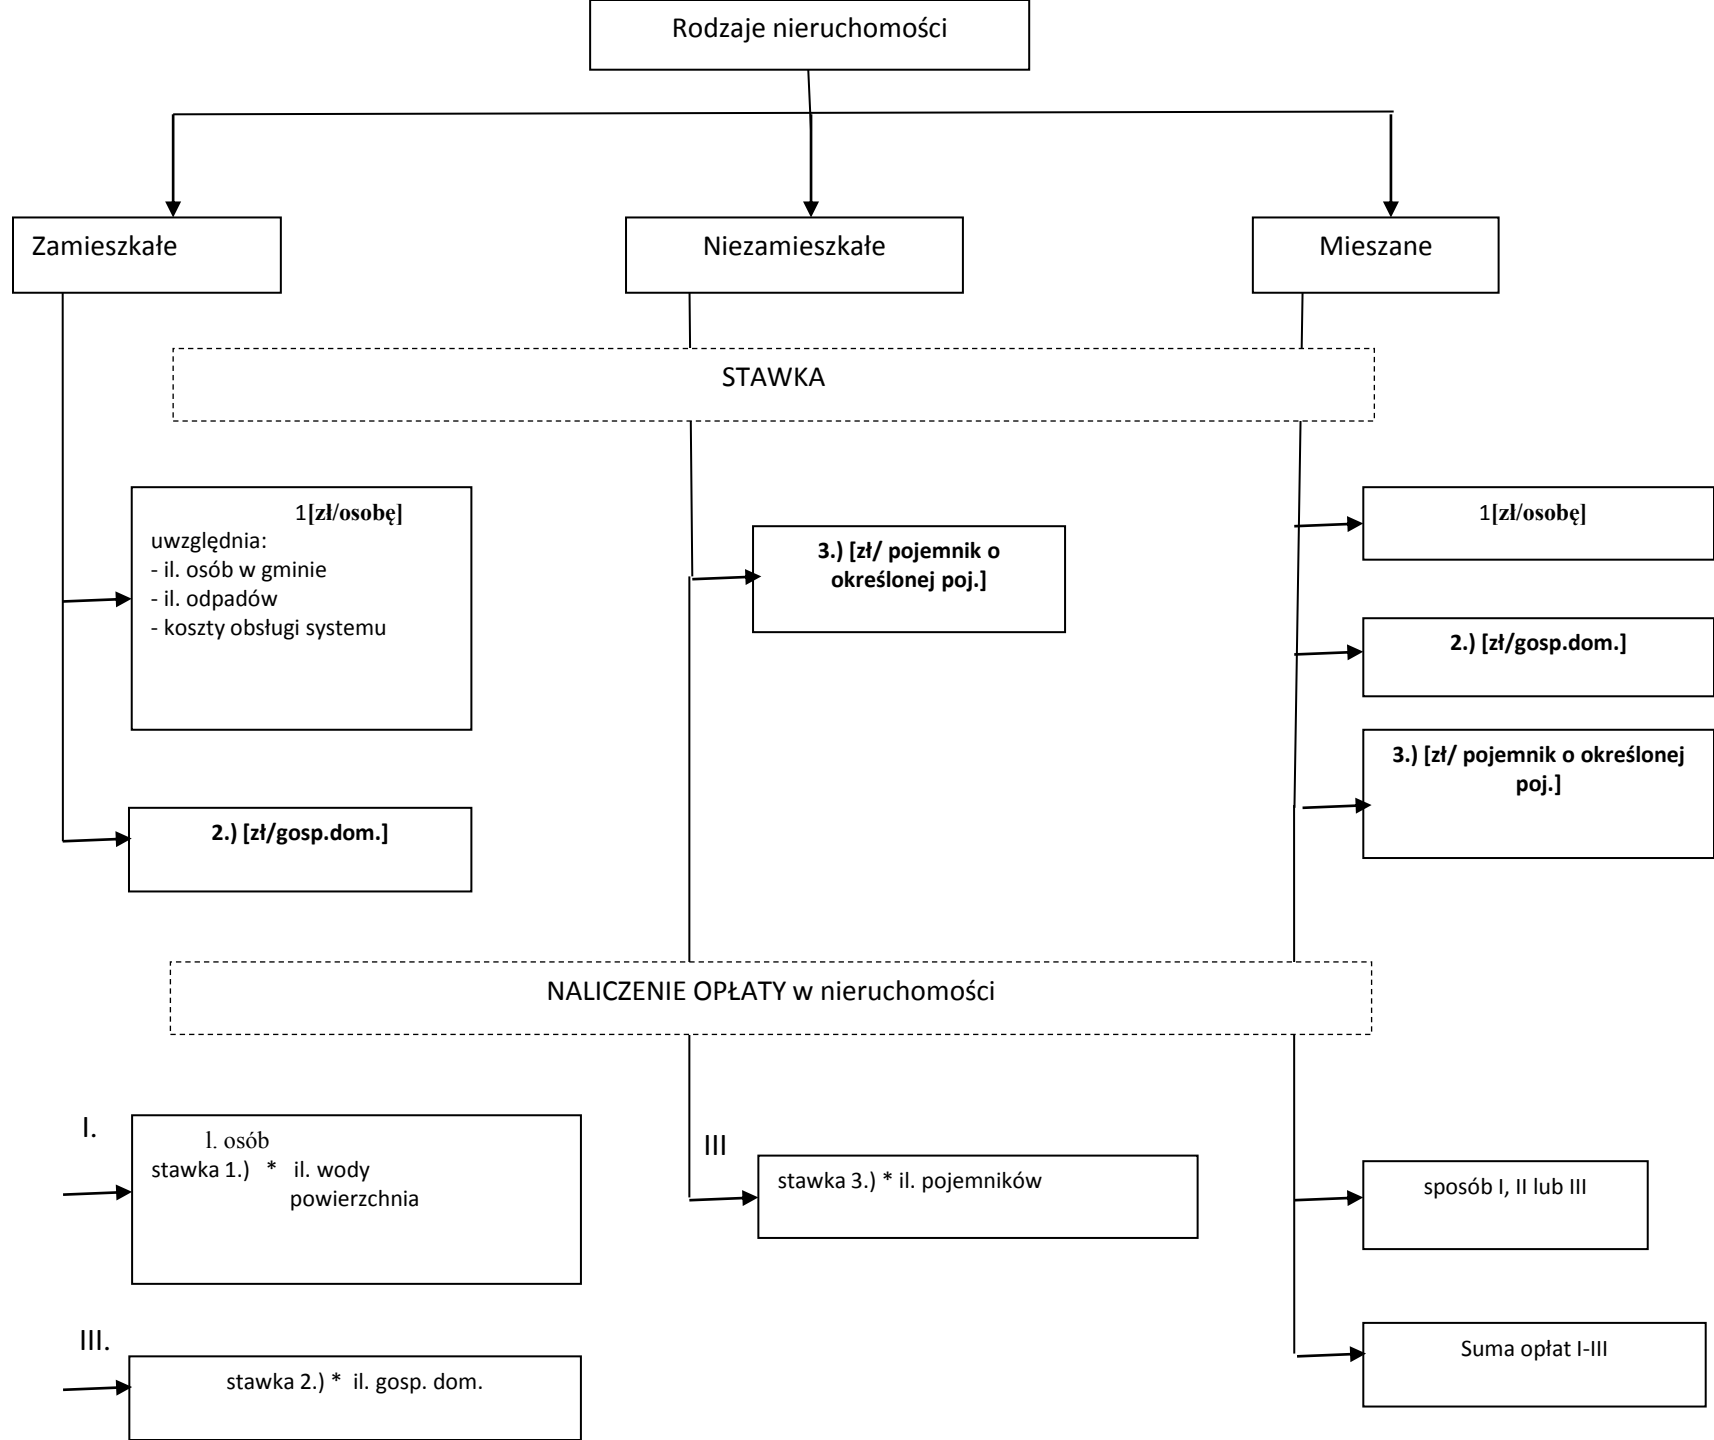 Rodzaje nieruchomości
Zamieszkałe
Niezamieszkałe
Mieszane
STAWKA
1[zł/osobę]
uwzględnia:
- il. osób w gminie
- il. odpadów
- koszty obsługi systemu
3.) [zł/ pojemnik o
określonej poj.]
1[zł/osobę]
2.) [zł/gosp.dom.]
3.) [zł/ pojemnik o określonej
poj.]
2.) [zł/gosp.dom.]
NALICZENIE OPŁATY w nieruchomości
I.
l. osób
stawka 1.) * il. wody
powierzchnia
III
stawka 3.) * il. pojemników
sposób I, II lub III
III.
stawka 2.) * il. gosp. dom.
Suma opłat I-III